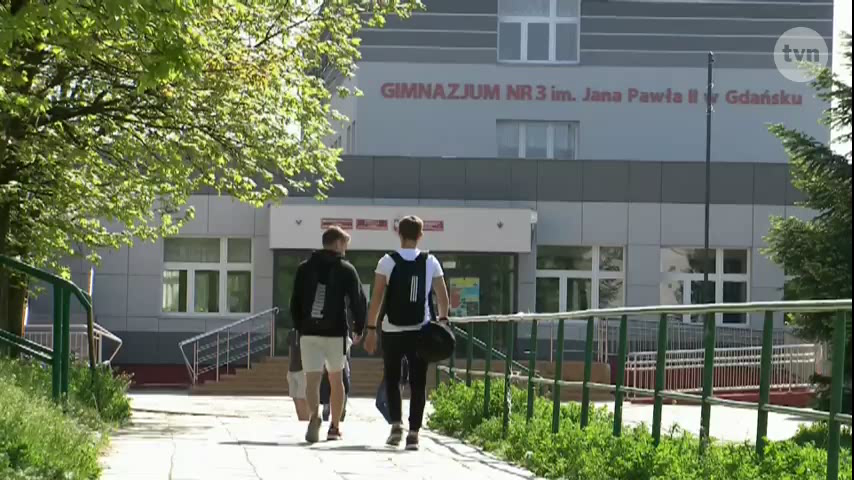 tvn
GIMNAZJUM NR 3 im. Jana Pawła II w Gdańsku